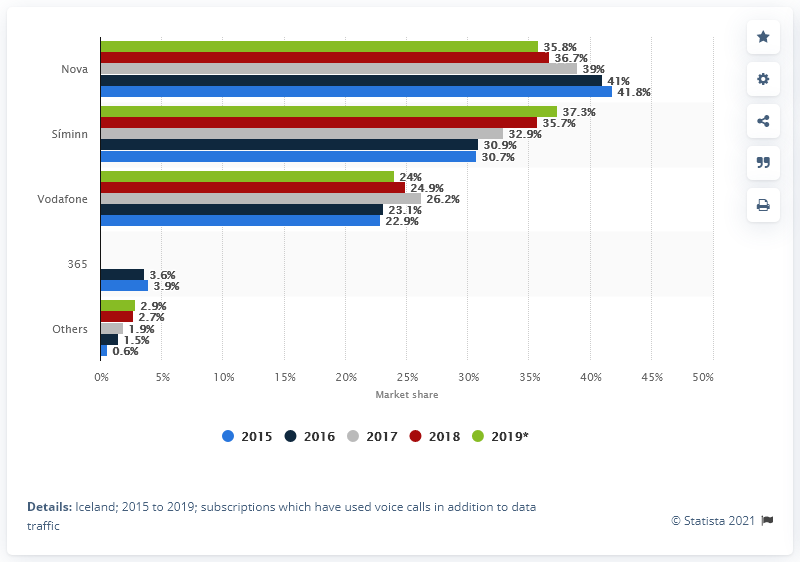 Nova
35.8%
36.7%
39%
41%
41.8%
Síminn
37.3%
35.7%
32.9%
30.9%
30.7%
Vodafone
24%
24.9%
26.2%
23.1%
22.9%
365
3.6%
3.9%
Others
2.9%
2.7%
1.9%
1.5%
0.6%
0% 5% 10% 15% 20% 25% 30% 35% 40% 45% 50%
Market share
2015 2016 2017 2018 2019*
Details: Iceland; 2015 to 2019; subscriptions which have used voice calls in addition to data
traffic
© Statista 2021